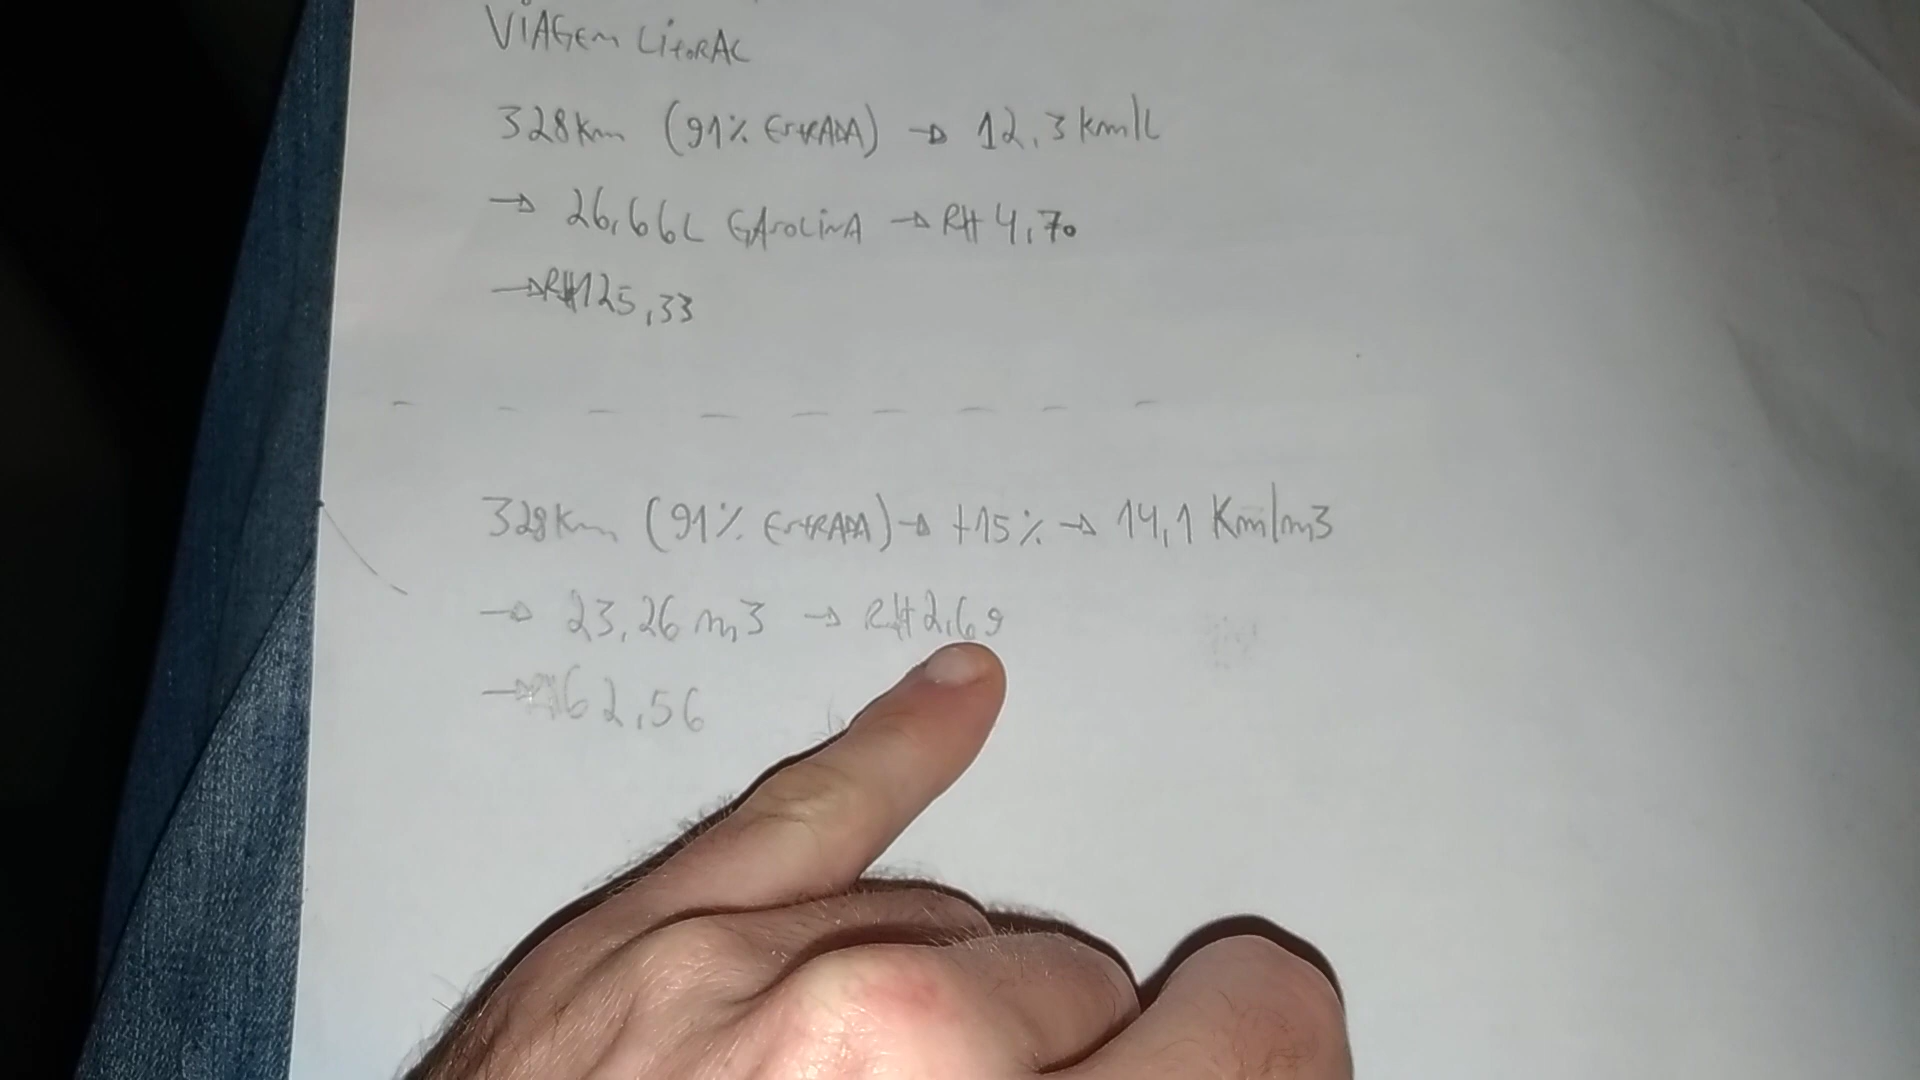 ViAGEm LitoRAL
328Km (91% EstRADA) → 12,3 km/L
→ 26,66L GAsoLinA → R$ 4,70
→R$125,33
328Km (91% EstRADA) → +15% → 14,1 Km/m3
→ 23,26 m3 → R$2,69
→R$62,56